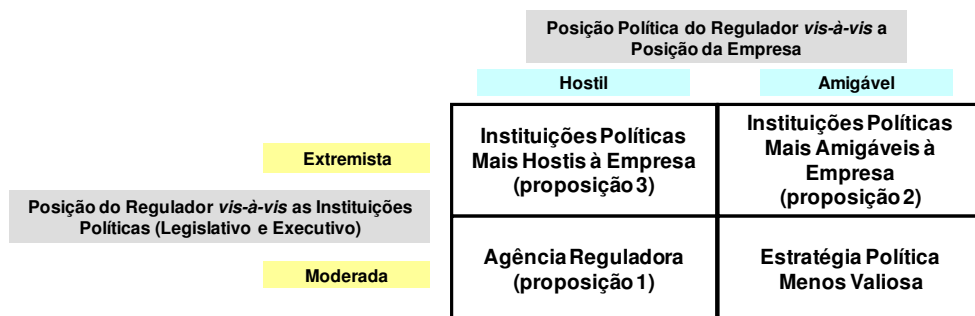 Posição Política do Regulador vis-à-vis a
Posição da Empresa
Hostil
Amigável
Extremista
Instituições Políticas
Mais Hostis à Empresa
(proposição 3)
Instituições Políticas
Mais Amigáveis à
Empresa
(proposição 2)
Posição do Regulador vis-à-vis as Instituições
Políticas (Legislativo e Executivo)
Moderada
Agência Reguladora
(proposição 1)
Estratégia Política
Menos Valiosa